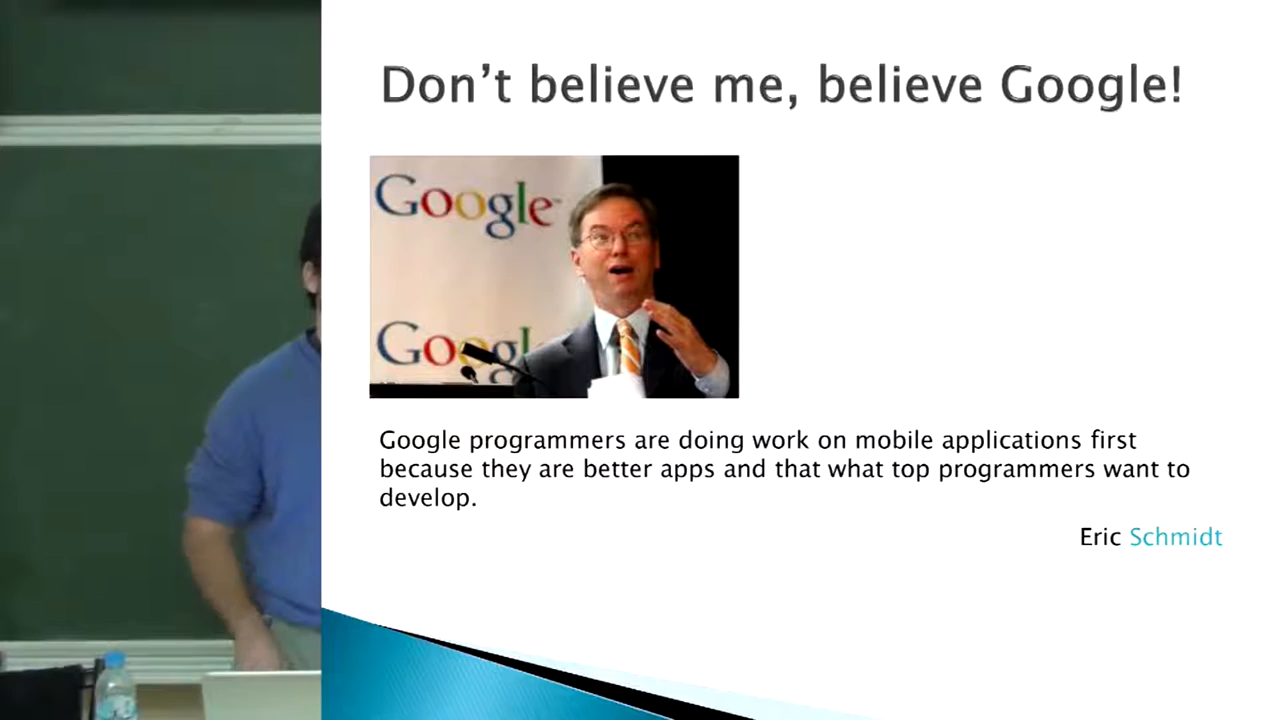 Don't believe me, believe Google!
Google™
Google
Google programmers are doing work on mobile applications first
because they are better apps and that what top programmers want to
develop.
Eric Schmidt